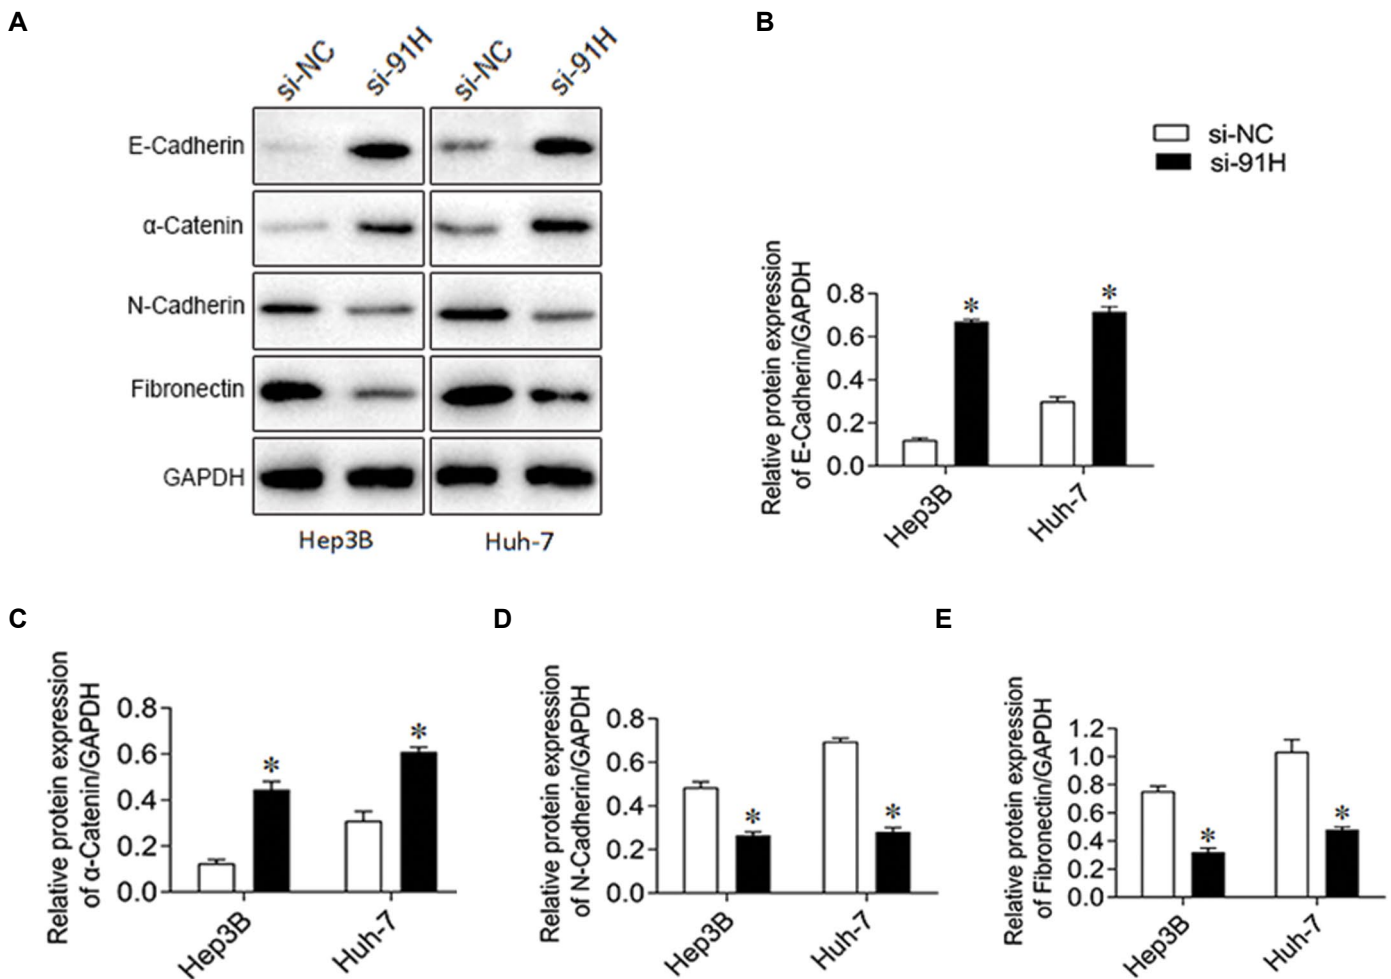 A
B
si-NC
si-91H
si-NC
si-91H
E-Cadherin
α-Catenin
N-Cadherin
Fibronectin
GAPDH
Hep3B
Huh-7
si-NC
si-91H
Relative protein expression
of E-Cadherin/GAPDH
0.8
0.6
0.4
0.2
0.0
*
*
Hep3B
Huh-7
C
D
E
Relative protein expression
of α-Catenin/GAPDH
0.8
0.6
0.4
0.2
0.0
*
*
Hep3B
Huh-7
Relative protein expression
of N-Cadherin/GAPDH
0.8
0.6
0.4
0.2
0.0
*
*
Hep3B
Huh-7
Relative protein expression
of Fibronectin/GAPDH
1.2
1.0
0.8
0.6
0.4
0.2
0.0
*
*
Hep3B
Huh-7